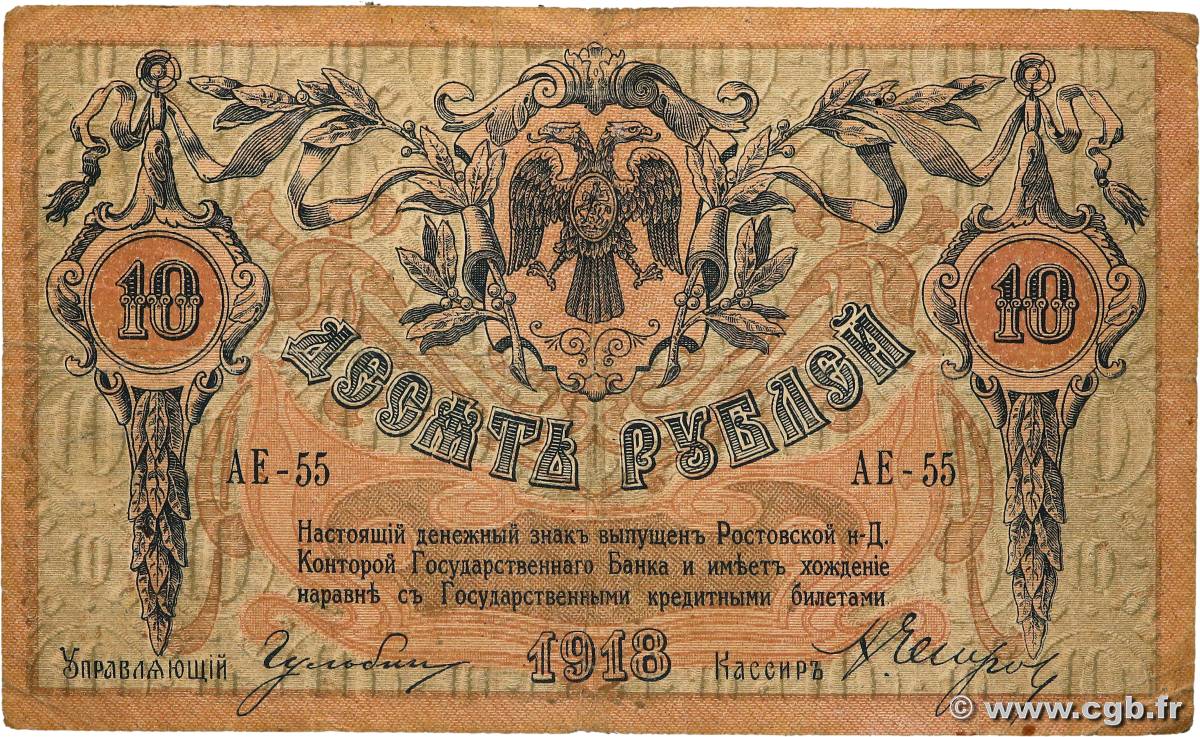 10 10
ДЕСЯТЬ РУБЛЕЙ
АЕ-55 АЕ-55
Настоящій денежный знакъ выпущенъ Ростовской н-Д.
Конторой Государственнаго Банка и имѣетъ хожденіе
наравнѣ съ Государственными кредитными билетами
Управляющій Гульбин 1918 Кассиръ
© www.cgb.fr